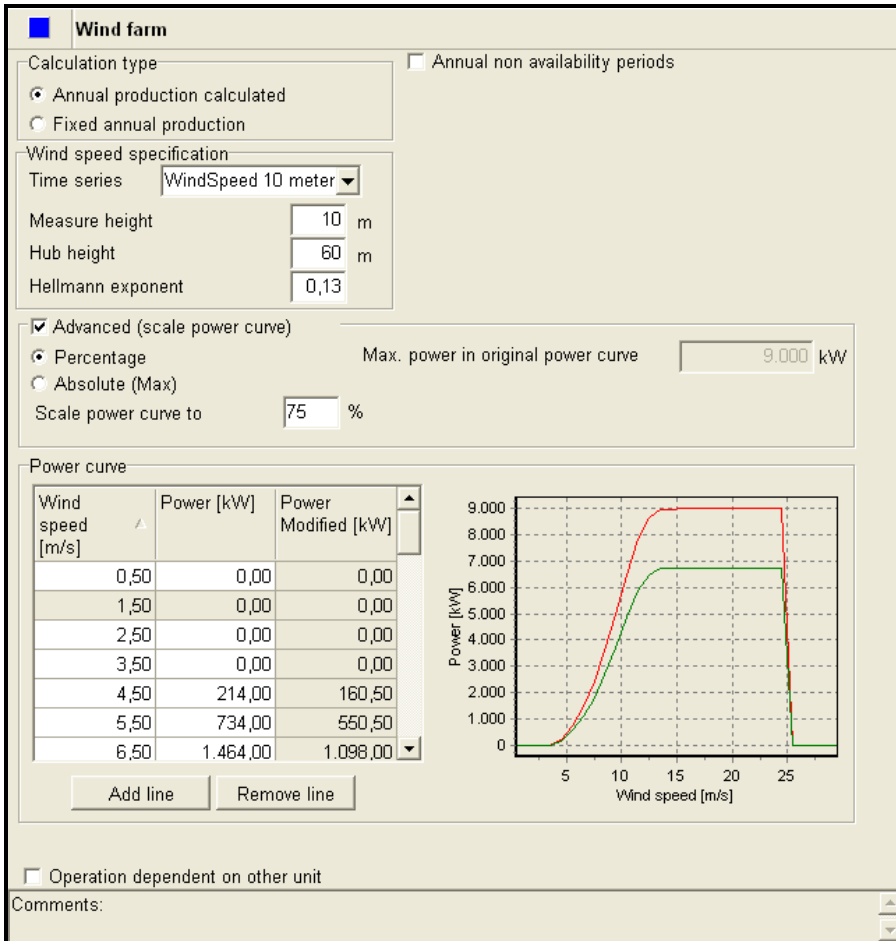 Wind farm
Calculation type
Annual non availability periods
Annual production calculated
Fixed annual production
Wind speed specification
Time series WindSpeed 10 meter
Measure height 10 m
Hub height 60 m
Hellmann exponent 0,13
Advanced (scale power curve)
Percentage Max. power in original power curve 9.000 kW
Absolute (Max)
Scale power curve to 75 %
Power curve
Wind speed [m/s] Power [kW] Power Modified [kW]
0,50 0,00 0,00
1,50 0,00 0,00
2,50 0,00 0,00
3,50 0,00 0,00
4,50 214,00 160,50
5,50 734,00 550,50
6,50 1.464,00 1.098,00
Add line Remove line
Power [kW]
9.000
8.000
7.000
6.000
5.000
4.000
3.000
2.000
1.000
0
5 10 15 20 25
Wind speed [m/s]
Operation dependent on other unit
Comments: